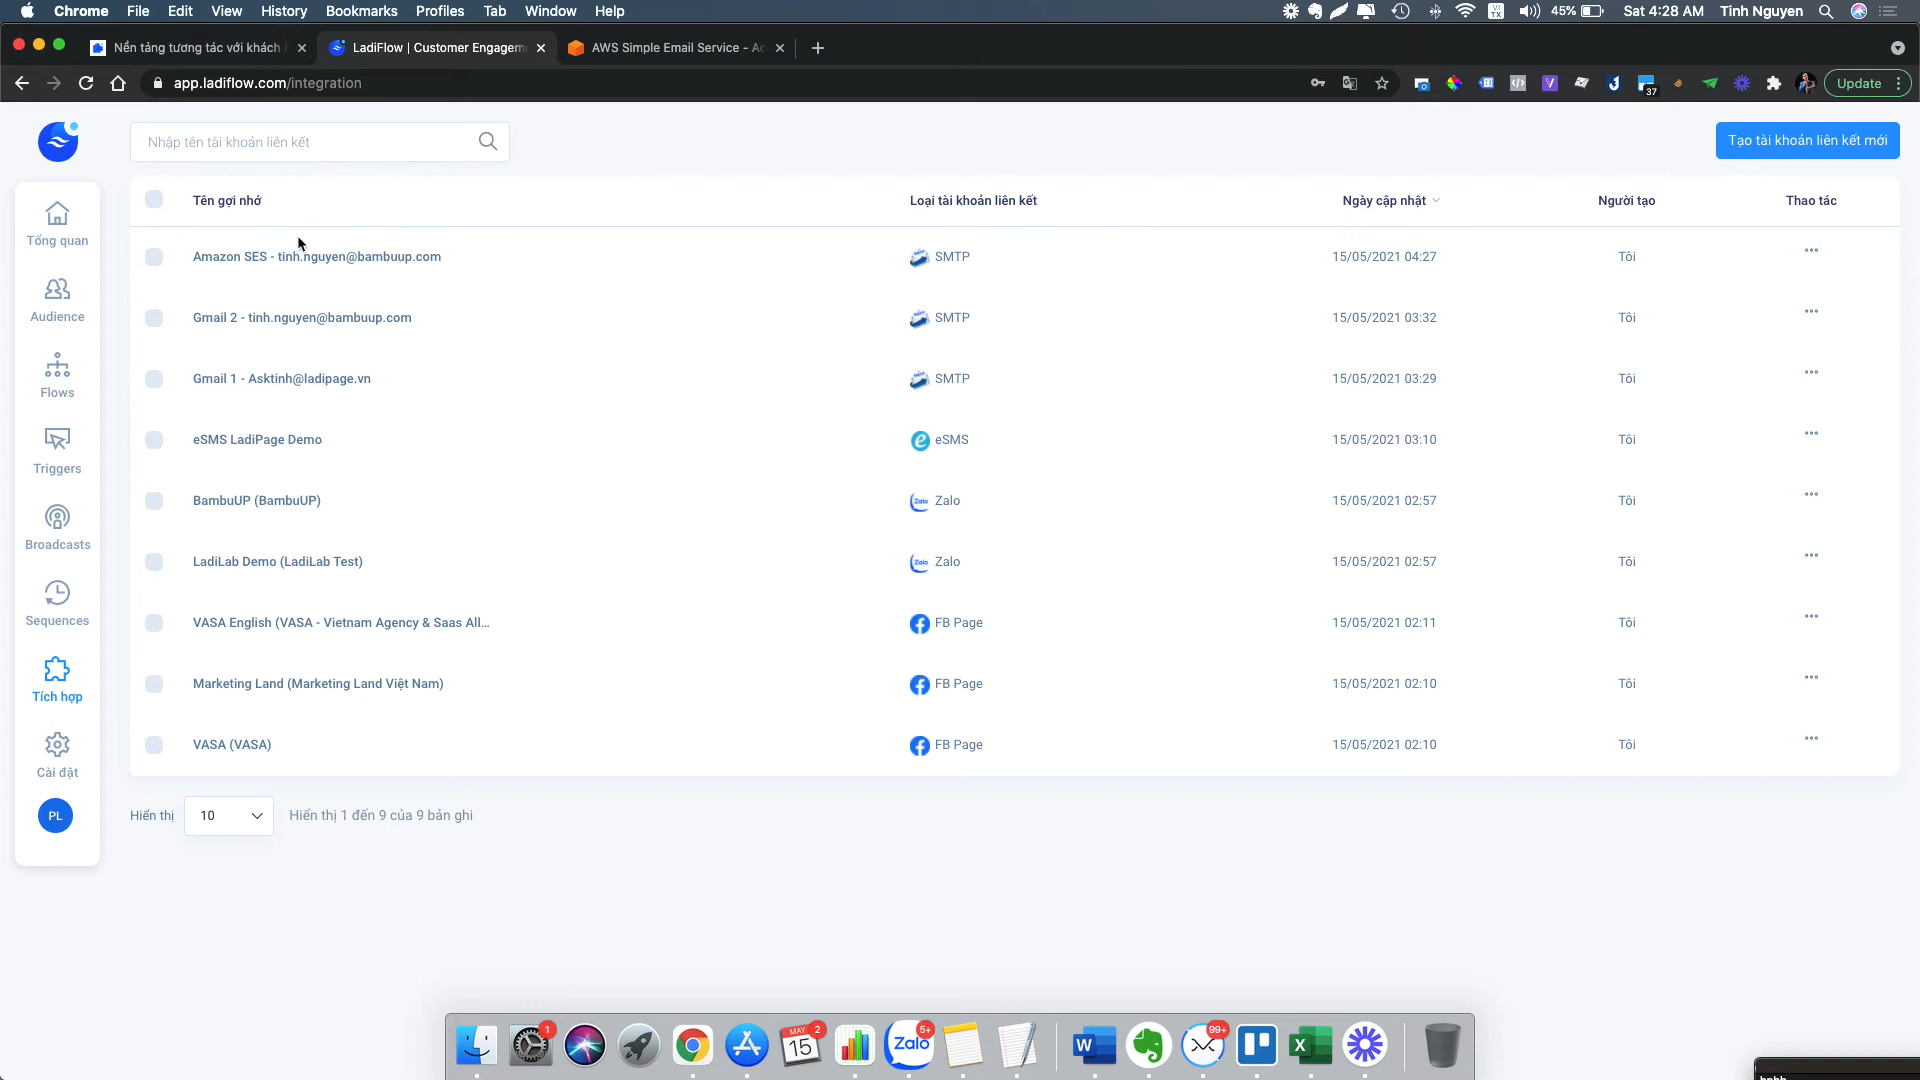 Chrome File Edit View History Bookmarks Profiles Tab Window Help
VI TX 45% Sat 4:28 AM Tinh Nguyen
Nền tảng tương tác với khách
LadiFlow | Customer Engagem
AWS Simple Email Service - Ac
app.ladiflow.com/integration
37
Update
Nhập tên tài khoản liên kết
Tạo tài khoản liên kết mới
Tổng quan
Audience
Flows
Triggers
Broadcasts
Sequences
Tích hợp
Cài đặt
PL
Tên gợi nhớ Loại tài khoản liên kết Ngày cập nhật Người tạo Thao tác
Amazon SES - tinh.nguyen@bambuup.com SMTP 15/05/2021 04:27 Tôi
Gmail 2 - tinh.nguyen@bambuup.com SMTP 15/05/2021 03:32 Tôi
Gmail 1 - Asktinh@ladipage.vn SMTP 15/05/2021 03:29 Tôi
eSMS LadiPage Demo eSMS 15/05/2021 03:10 Tôi
BambuUP (BambuUP) Zalo Zalo 15/05/2021 02:57 Tôi
LadiLab Demo (LadiLab Test) Zalo Zalo 15/05/2021 02:57 Tôi
VASA English (VASA - Vietnam Agency & Saas All... FB Page 15/05/2021 02:11 Tôi
Marketing Land (Marketing Land Việt Nam) FB Page 15/05/2021 02:10 Tôi
VASA (VASA) FB Page 15/05/2021 02:10 Tôi
Hiển thị 10 Hiển thị 1 đến 9 của 9 bản ghi
1 MAY 15 2 Zalo 5+ W 99+ X